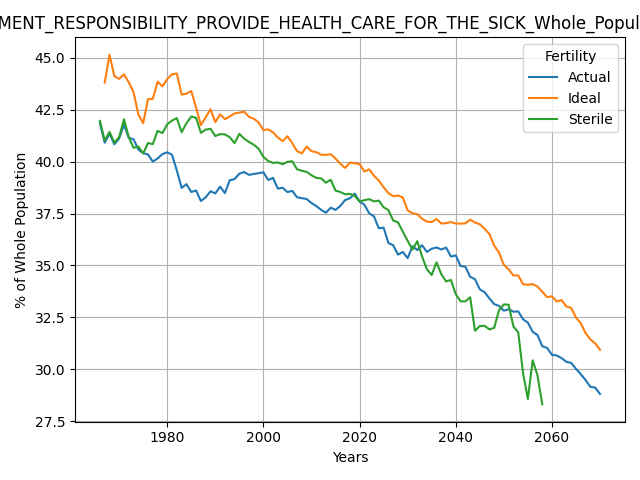 MENT_RESPONSIBILITY_PROVIDE_HEALTH_CARE_FOR_THE_SICK_Whole_Popul
Fertility
Actual
Ideal
Sterile
% of Whole Population
45.0
42.5
40.0
37.5
35.0
32.5
30.0
27.5
1980 2000 2020 2040 2060
Years